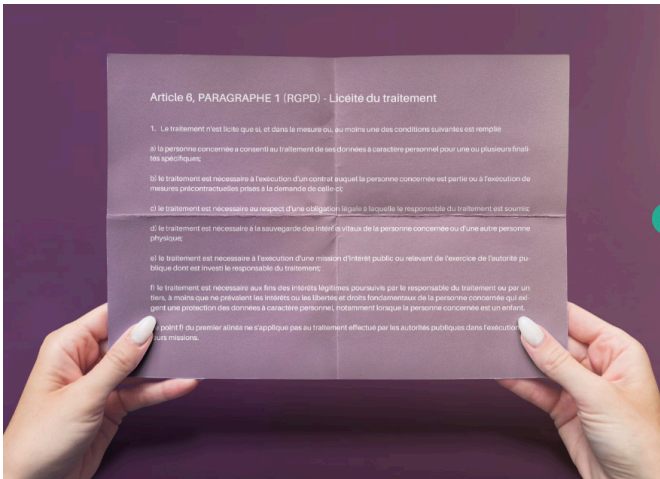 Article 6, PARAGRAPHE 1 (RGPD) - Licéité du traitement
1. Le traitement n'est licite que si, et dans la mesure où, au moins une des conditions suivantes est remplie
a) la personne concernée a consenti au traitement de ses données à caractère personnel pour une ou plusieurs finali-
tés spécifiques;
b) le traitement est nécessaire à l'exécution d'un contrat auquel la personne concernée est partie ou à l'exécution de
mesures précontractuelles prises à la demande de celle-ci;
c) le traitement est nécessaire au respect d'une obligation légale à laquelle le responsable du traitement est soumis;
d) le traitement est nécessaire à la sauvegarde des intérêts vitaux de la personne concernée ou d'une autre personne
physique;
e) le traitement est nécessaire à l'exécution d'une mission d'intérêt public ou relevant de l'exercice de l'autorité pu-
blique dont est investi le responsable du traitement;
f) le traitement est nécessaire aux fins des intérêts légitimes poursuivis par le responsable du traitement ou par un
tiers, à moins que ne prévalent les intérêts ou les libertés et droits fondamentaux de la personne concernée qui exi-
gent une protection des données à caractère personnel, notamment lorsque la personne concernée est un enfant.
point f) du premier alinéa ne s'applique pas au traitement effectué par les autorités publiques dans l'exécution
missions.